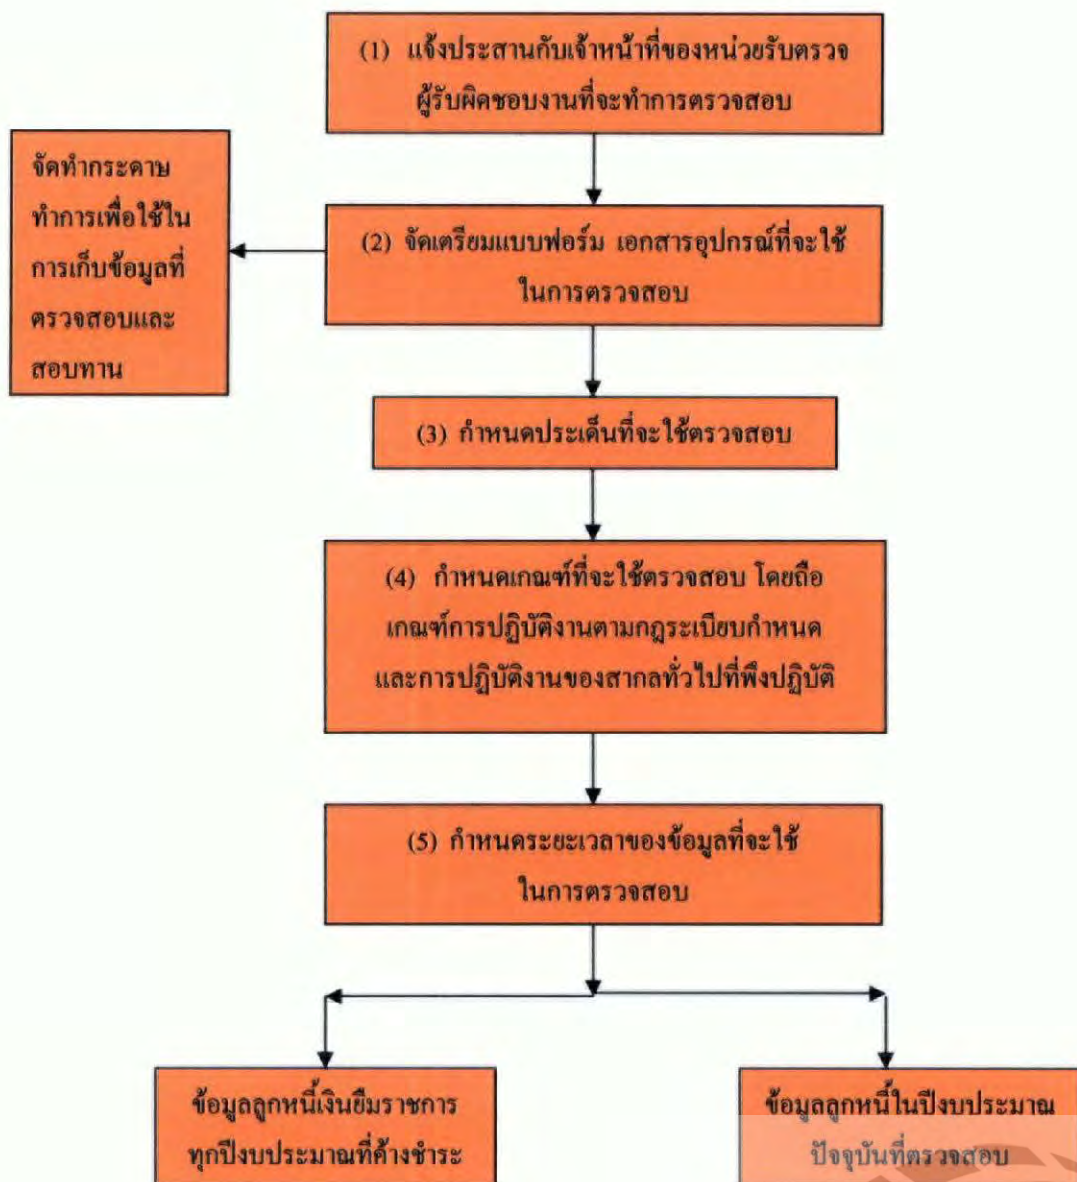 (1) แจ้งประสานกับเจ้าหน้าที่ของหน่วยรับตรวจ
ผู้รับผิดชอบงานที่จะทำการตรวจสอบ
จัดทำกระดาษ
ทำการเพื่อใช้ใน
การเก็บข้อมูลที่
ตรวจสอบและ
สอบทาน
(2) จัดเตรียมแบบฟอร์ม เอกสารอุปกรณ์ที่จะใช้
ในการตรวจสอบ
(3) กำหนดประเด็นที่จะใช้ตรวจสอบ
(4) กำหนดเกณฑ์ที่จะใช้ตรวจสอบ โดยถือ
เกณฑ์การปฏิบัติงานตามกฎระเบียบกำหนด
และการปฏิบัติงานของสากลทั่วไปที่พึงปฏิบัติ
(5) กำหนดระยะเวลาของข้อมูลที่จะใช้
ในการตรวจสอบ
ข้อมูลลูกหนี้เงินยืมราชการ
ทุกปีงบประมาณที่ค้างชำระ
ข้อมูลลูกหนี้ในปีงบประมาณ
ปัจจุบันที่ตรวจสอบ